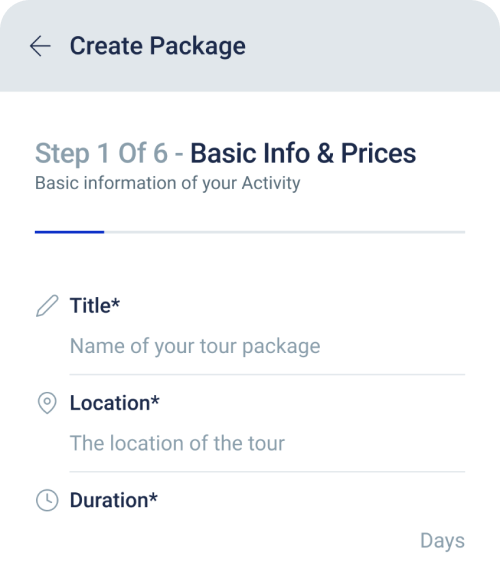 Create Package
Step 1 Of 6 - Basic Info & Prices
Basic information of your Activity
Title*
Name of your tour package
Location*
The location of the tour
Duration*
Days